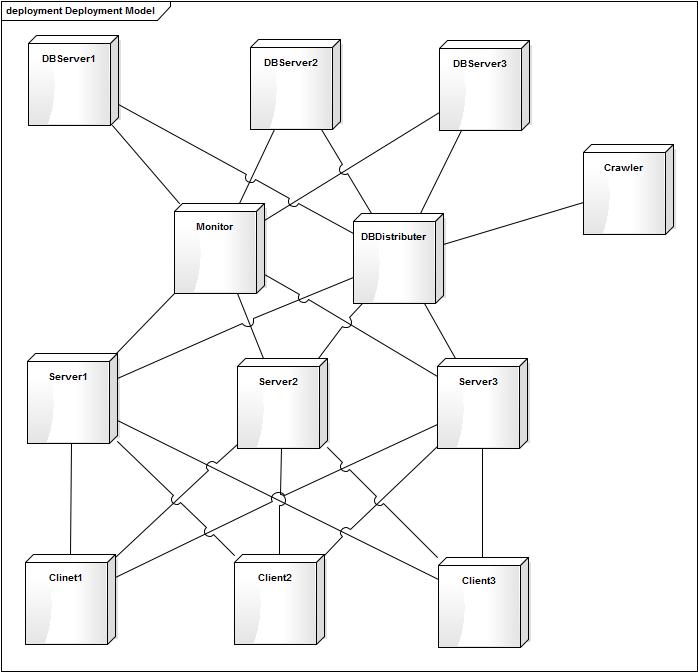 deployment Deployment Model
DBServer1
DBServer2
DBServer3
Crawler
Monitor
DBDistributer
Server1
Server2
Server3
Clinet1
Client2
Client3